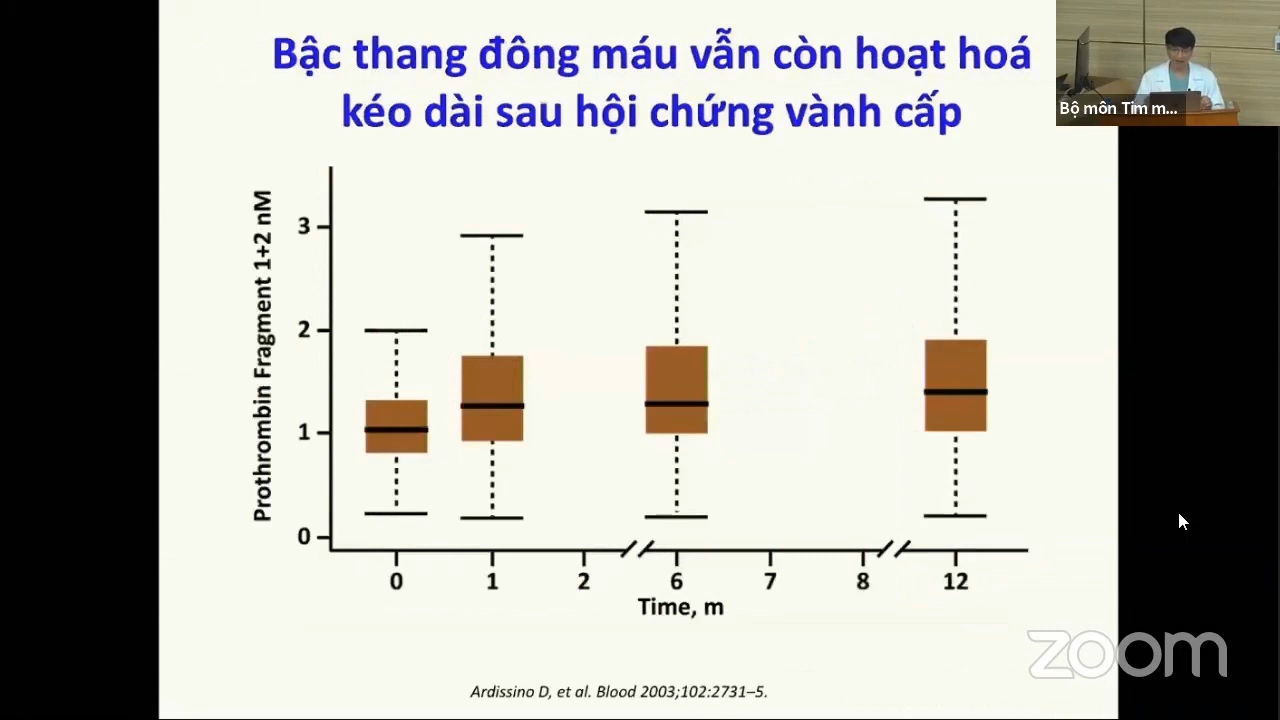 Bậc thang đông máu vẫn còn hoạt hoá
kéo dài sau hội chứng vành cấp
Bộ môn Tim m...
Prothrombin Fragment 1+2 nM
3
2
1
0
0 1 2 6 7 8 12
Time, m
zoom
Ardissino D, et al. Blood 2003;102:2731–5.